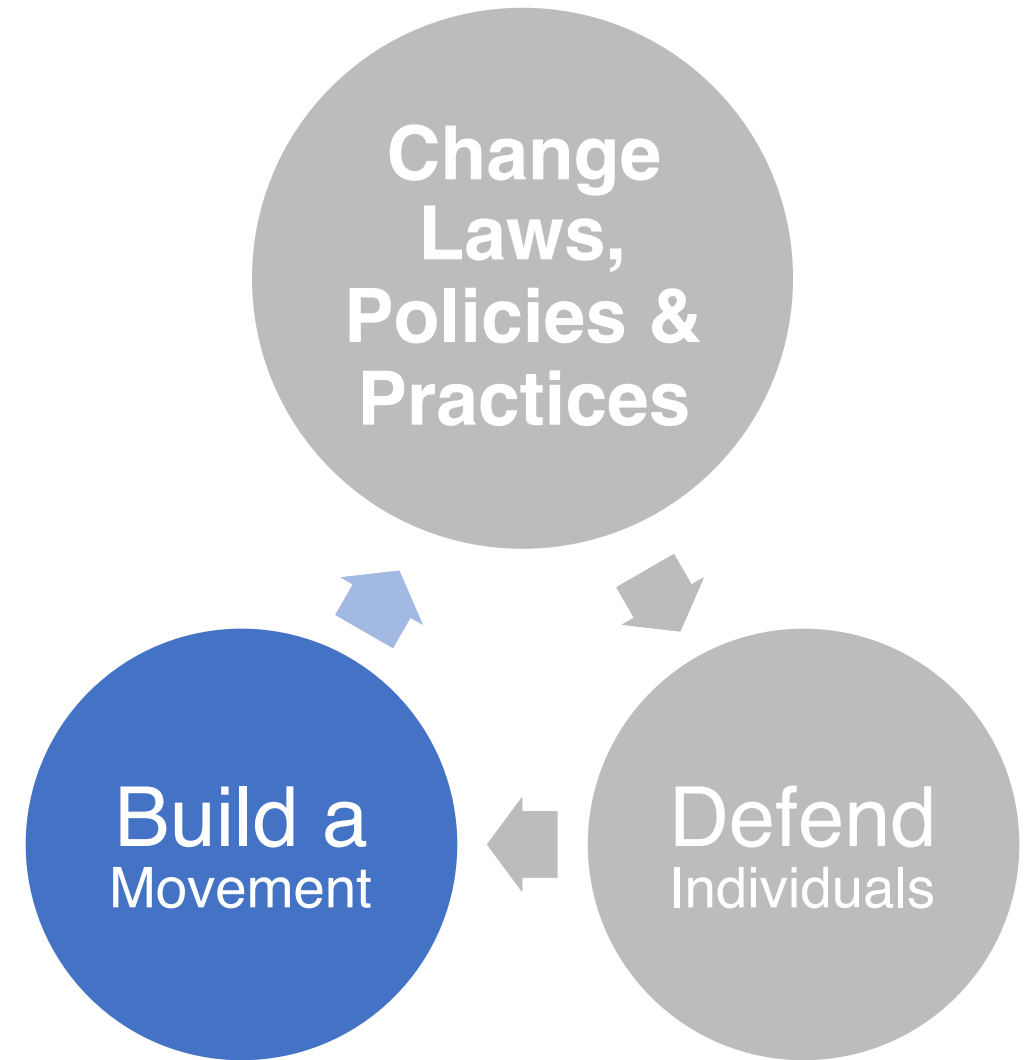 Change
Laws,
Policies &
Practices
Build a
Movement
Defend
Individuals